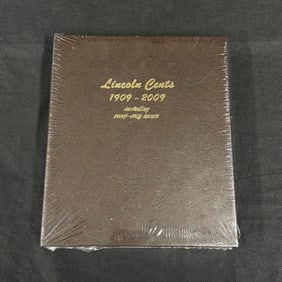 Lincoln Cents
1909 - 2009
including
proof-only issues